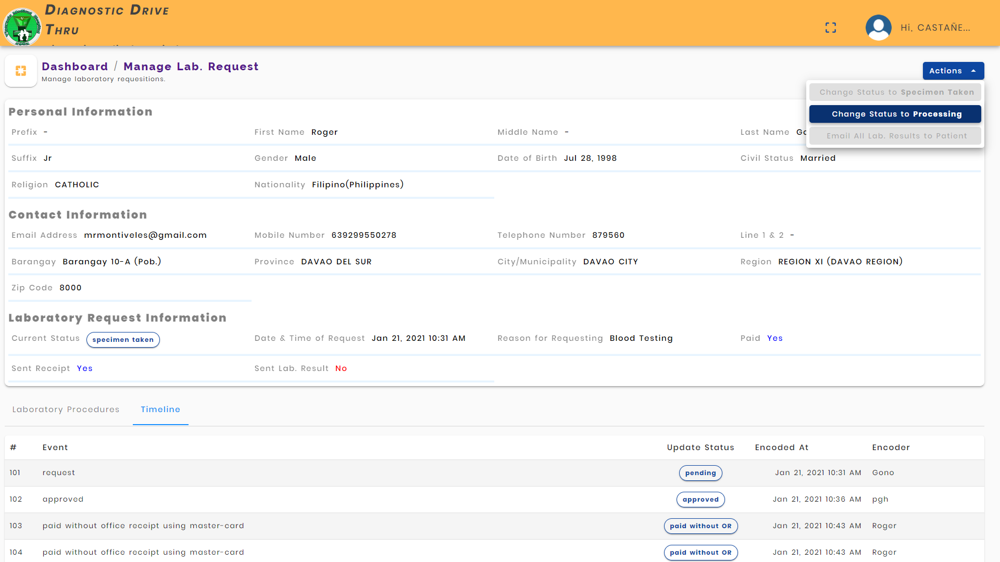 Diagnostic Drive
Thru
Hi, CASTAÑE...
Dashboard / Manage Lab. Request
Manage laboratory requesitions.
Actions
Change Status to Specimen Taken
Change Status to Processing
Email All Lab. Results to Patient
Personal Information
Prefix -
First Name Roger
Middle Name -
Last Name Go
Suffix Jr
Gender Male
Date of Birth Jul 28, 1998
Civil Status Married
Religion CATHOLIC
Nationality Filipino(Philippines)
Contact Information
Email Address mrmontiveles@gmail.com
Mobile Number 639299550278
Telephone Number 879560
Line 1 & 2 -
Barangay Barangay 10-A (Pob.)
Province DAVAO DEL SUR
City/Municipality DAVAO CITY
Region REGION XI (DAVAO REGION)
Zip Code 8000
Laboratory Request Information
Current Status specimen taken
Date & Time of Request Jan 21, 2021 10:31 AM
Reason for Requesting Blood Testing
Paid Yes
Sent Receipt Yes
Sent Lab. Result No
Laboratory Procedures
Timeline
# Event Update Status Encoded At Encoder
101 request pending Jan 21, 2021 10:31 AM Gono
102 approved approved Jan 21, 2021 10:36 AM pgh
103 paid without office receipt using master-card paid without OR Jan 21, 2021 10:43 AM Roger
104 paid without office receipt using master-card paid without OR Jan 21, 2021 10:43 AM Roger